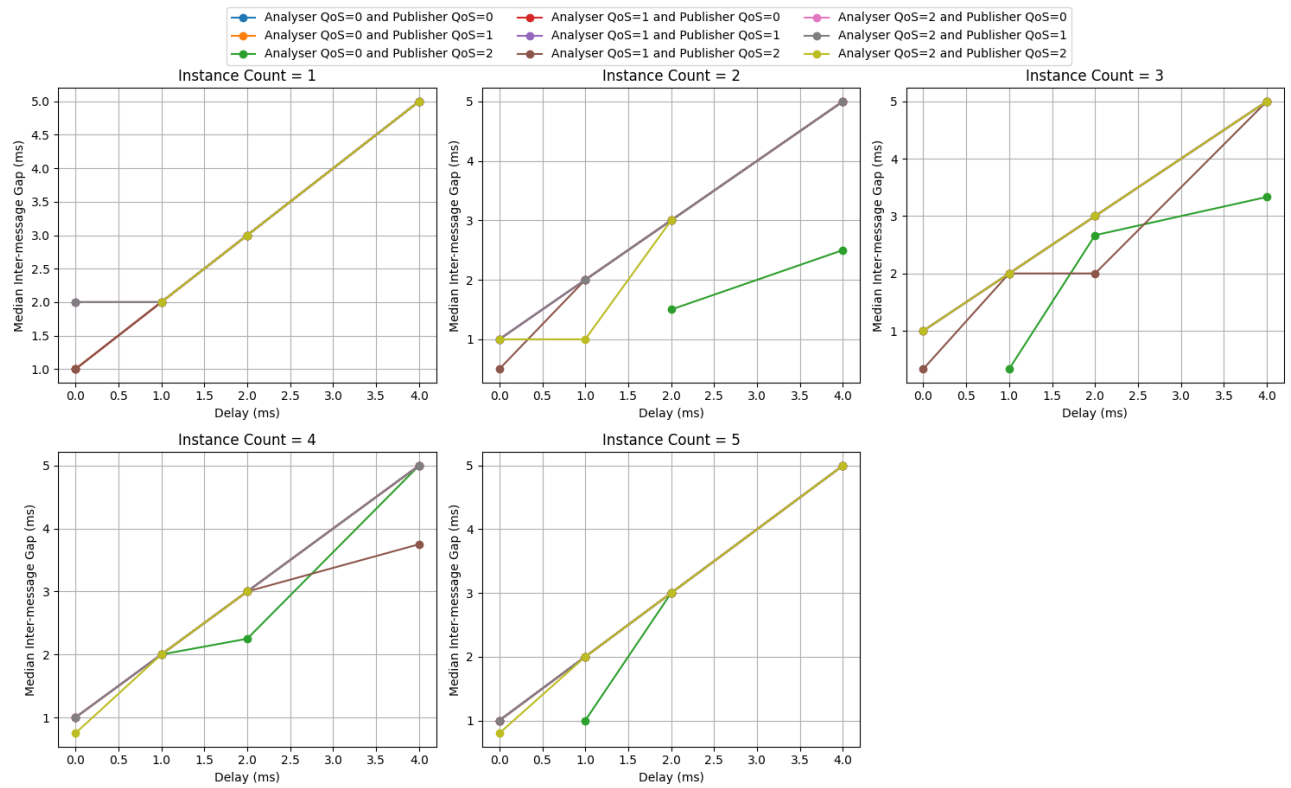 Analyser QoS=0 and Publisher QoS=0
Analyser QoS=0 and Publisher QoS=1
Analyser QoS=0 and Publisher QoS=2
Analyser QoS=1 and Publisher QoS=0
Analyser QoS=1 and Publisher QoS=1
Analyser QoS=1 and Publisher QoS=2
Analyser QoS=2 and Publisher QoS=0
Analyser QoS=2 and Publisher QoS=1
Analyser QoS=2 and Publisher QoS=2
Instance Count = 1
Median Inter-message Gap (ms)
5.0
4.5
4.0
3.5
3.0
2.5
2.0
1.5
1.0
0.0 0.5 1.0 1.5 2.0 2.5 3.0 3.5 4.0
Delay (ms)
Instance Count = 2
Median Inter-message Gap (ms)
5
4
3
2
1
0.0 0.5 1.0 1.5 2.0 2.5 3.0 3.5 4.0
Delay (ms)
Instance Count = 3
Median Inter-message Gap (ms)
5
4
3
2
1
0.0 0.5 1.0 1.5 2.0 2.5 3.0 3.5 4.0
Delay (ms)
Instance Count = 4
Median Inter-message Gap (ms)
5
4
3
2
1
0.0 0.5 1.0 1.5 2.0 2.5 3.0 3.5 4.0
Delay (ms)
Instance Count = 5
Median Inter-message Gap (ms)
5
4
3
2
1
0.0 0.5 1.0 1.5 2.0 2.5 3.0 3.5 4.0
Delay (ms)